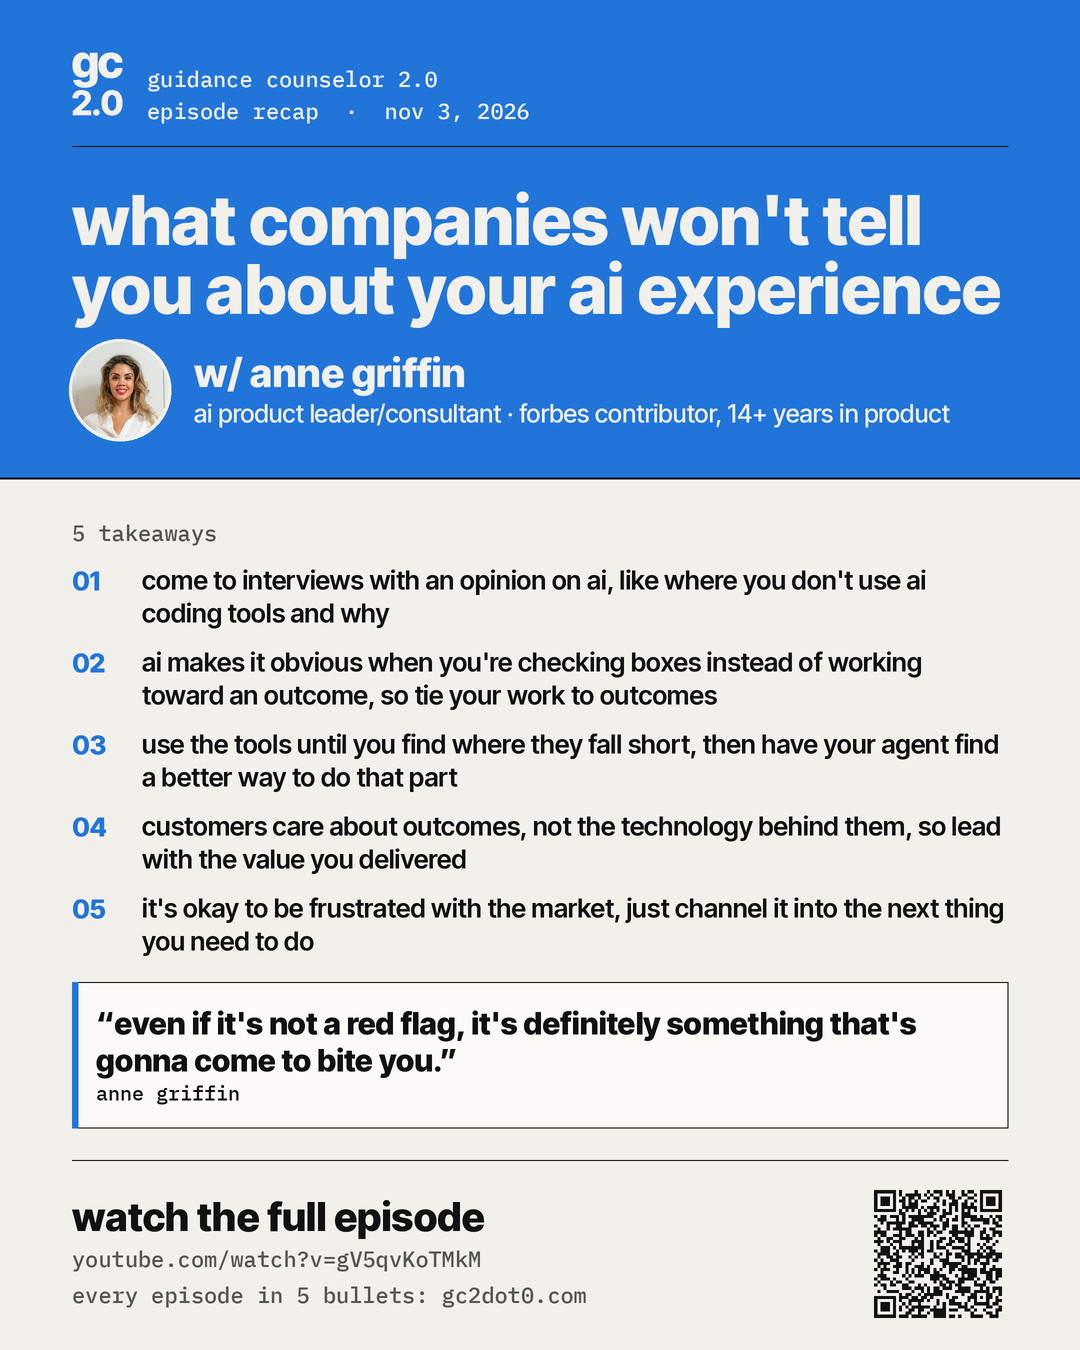 gc
2.0
guidance counselor 2.0
episode recap · nov 3, 2026
what companies won't tell
you about your ai experience
w/ anne griffin
ai product leader/consultant · forbes contributor, 14+ years in product
5 takeaways
01 come to interviews with an opinion on ai, like where you don't use ai
coding tools and why
02 ai makes it obvious when you're checking boxes instead of working
toward an outcome, so tie your work to outcomes
03 use the tools until you find where they fall short, then have your agent find
a better way to do that part
04 customers care about outcomes, not the technology behind them, so lead
with the value you delivered
05 it's okay to be frustrated with the market, just channel it into the next thing
you need to do
“even if it's not a red flag, it's definitely something that's
gonna come to bite you.”
anne griffin
watch the full episode
youtube.com/watch?v=gV5qvKoTMkM
every episode in 5 bullets: gc2dot0.com